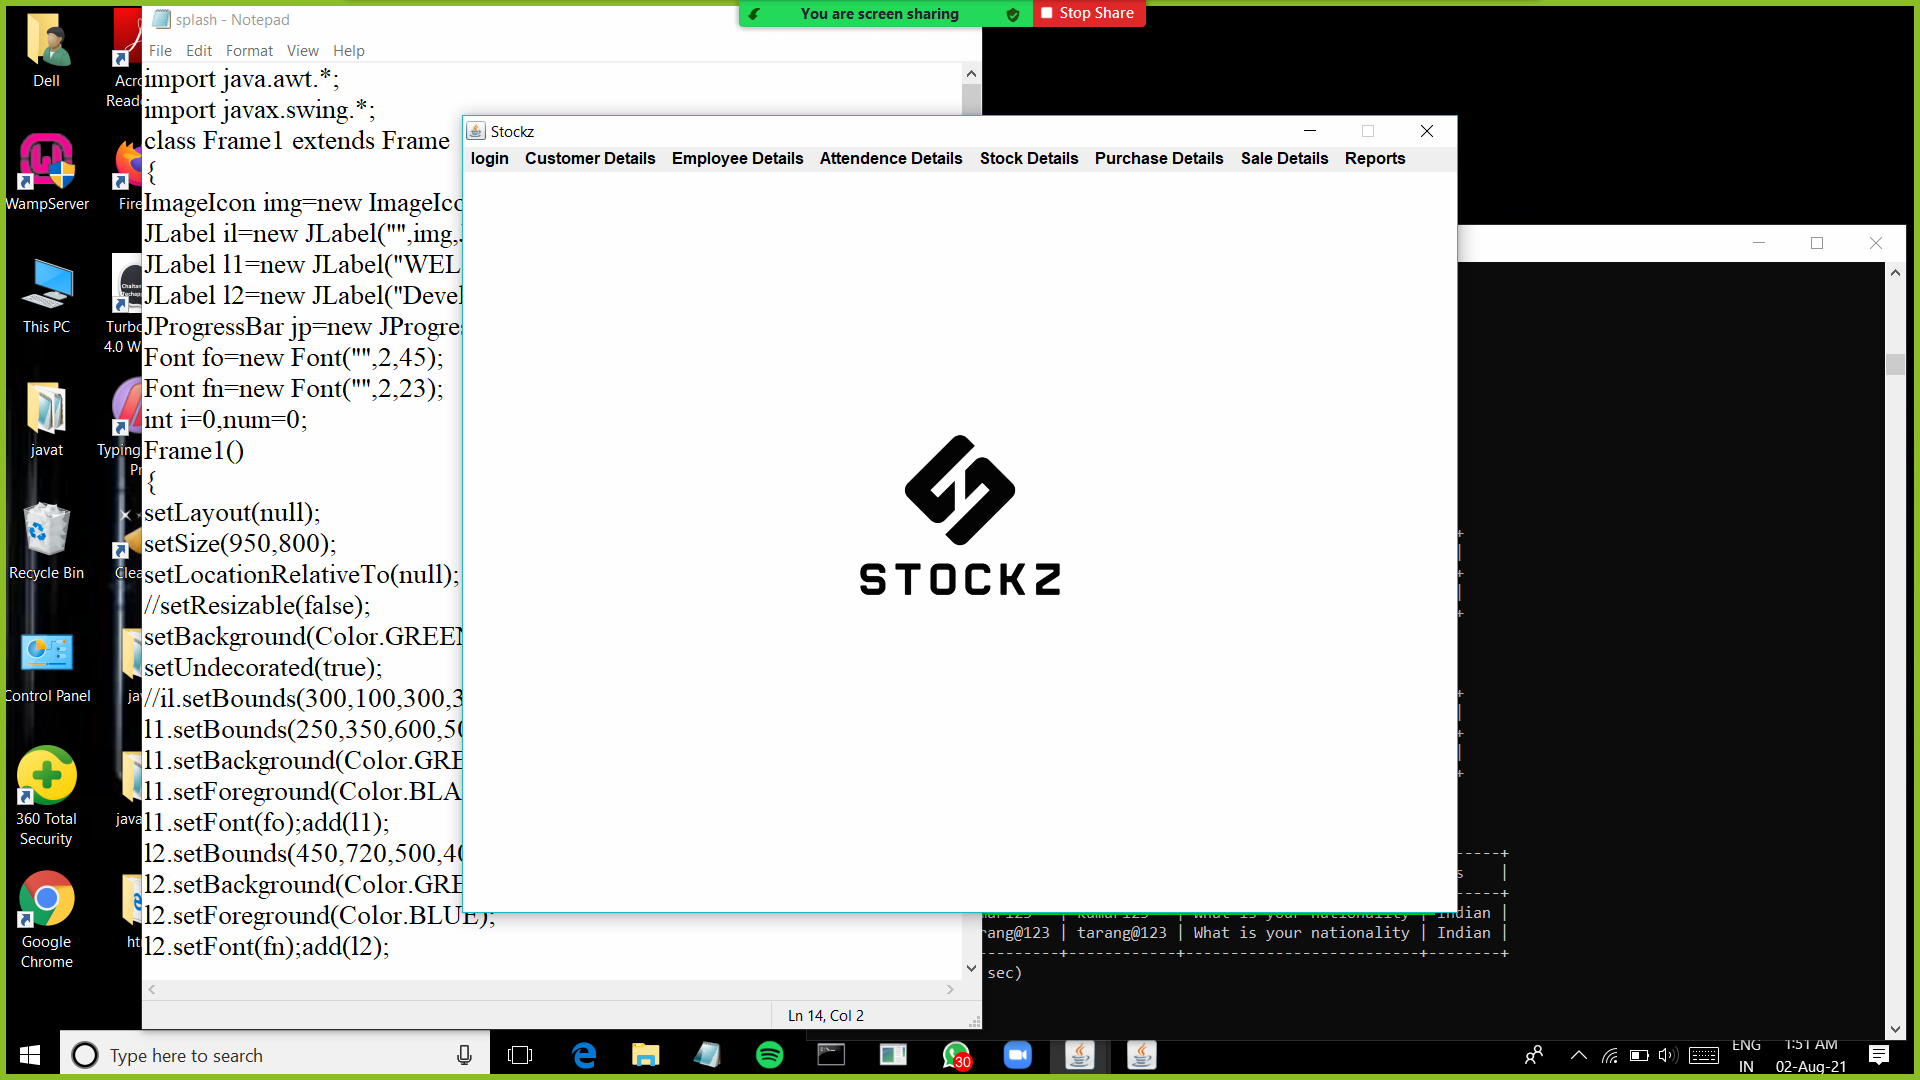 You are screen sharing
Stop Share
splash - Notepad
File Edit Format View Help
import java.awt.*;
import javax.swing.*;
class Frame1 extends Frame
{
ImageIcon img=new ImageIco
JLabel il=new JLabel("",img,
JLabel l1=new JLabel("WEL
JLabel l2=new JLabel("Devel
JProgressBar jp=new JProgres
Font fo=new Font("",2,45);
Font fn=new Font("",2,23);
int i=0,num=0;
Frame1()
{
setLayout(null);
setSize(950,800);
setLocationRelativeTo(null);
//setResizable(false);
setBackground(Color.GREEN
setUndecorated(true);
//il.setBounds(300,100,300,3
l1.setBounds(250,350,600,50
l1.setBackground(Color.GRE
l1.setForeground(Color.BLA
l1.setFont(fo);add(l1);
l2.setBounds(450,720,500,40
l2.setBackground(Color.GRE
l2.setForeground(Color.BLUE);
l2.setFont(fn);add(l2);
Ln 14, Col 2
Stockz
login Customer Details Employee Details Attendence Details Stock Details Purchase Details Sale Details Reports
STOCKZ
Dell
Acro
Reade
WampServer
Fire
This PC
Turbo
4.0 W
javat
Typing
Pr
Recycle Bin
Clea
Control Panel
ja
360 Total
Security
java
Google
Chrome
ht
-----+
s |
-----+
| kumar123 | What is your nationality | Indian |
rang@123 | tarang@123 | What is your nationality | Indian |
sec)
Type here to search
30
ENG
IN
1:51 AM
02-Aug-21